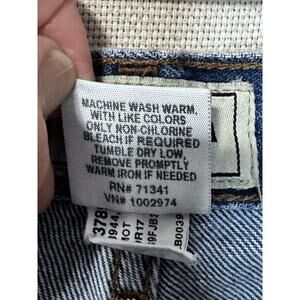 MACHINE WASH WARM,
WITH LIKE COLORS
ONLY NON-CHLORINE
BLEACH IF REQUIRED
TUMBLE DRY LOW
REMOVE PROMPTLY
WARM IRON IF NEEDED
RN# 71341
VN# 1002974
A